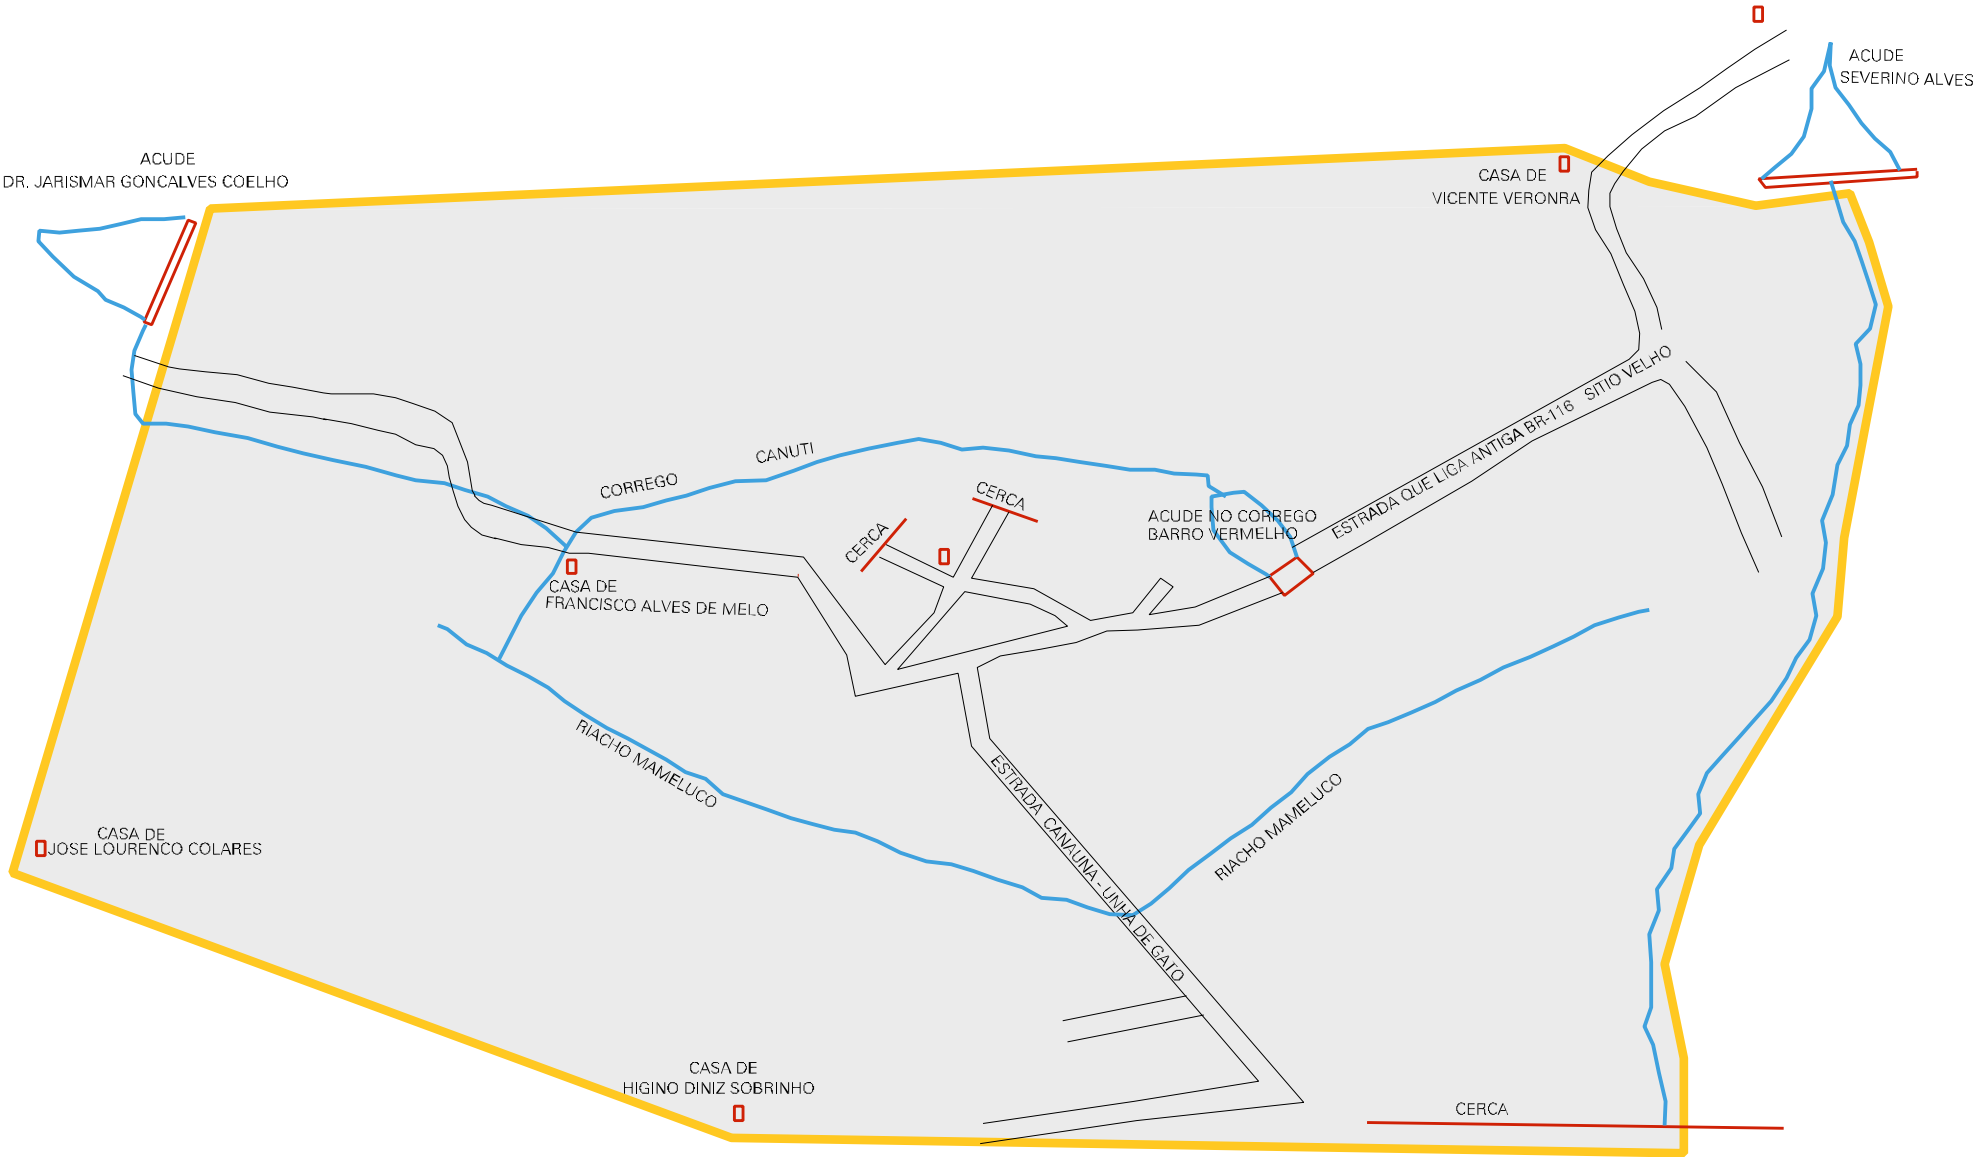 ACUDE
SEVERINO ALVES
ACUDE
DR. JARISMAR GONCALVES COELHO
CASA DE
VICENTE VERONRA
ESTRADA QUE LIGA ANTIGA BR-116 SITIO VELHO
CORREGO CANUTI
CERCA
CERCA
ACUDE NO CORREGO
BARRO VERMELHO
CASA DE
FRANCISCO ALVES DE MELO
RIACHO MAMELUCO
ESTRADA CANAUNA - UNHA DE GATO
RIACHO MAMELUCO
CASA DE
JOSE LOURENCO COLARES
CASA DE
HIGINO DINIZ SOBRINHO
CERCA